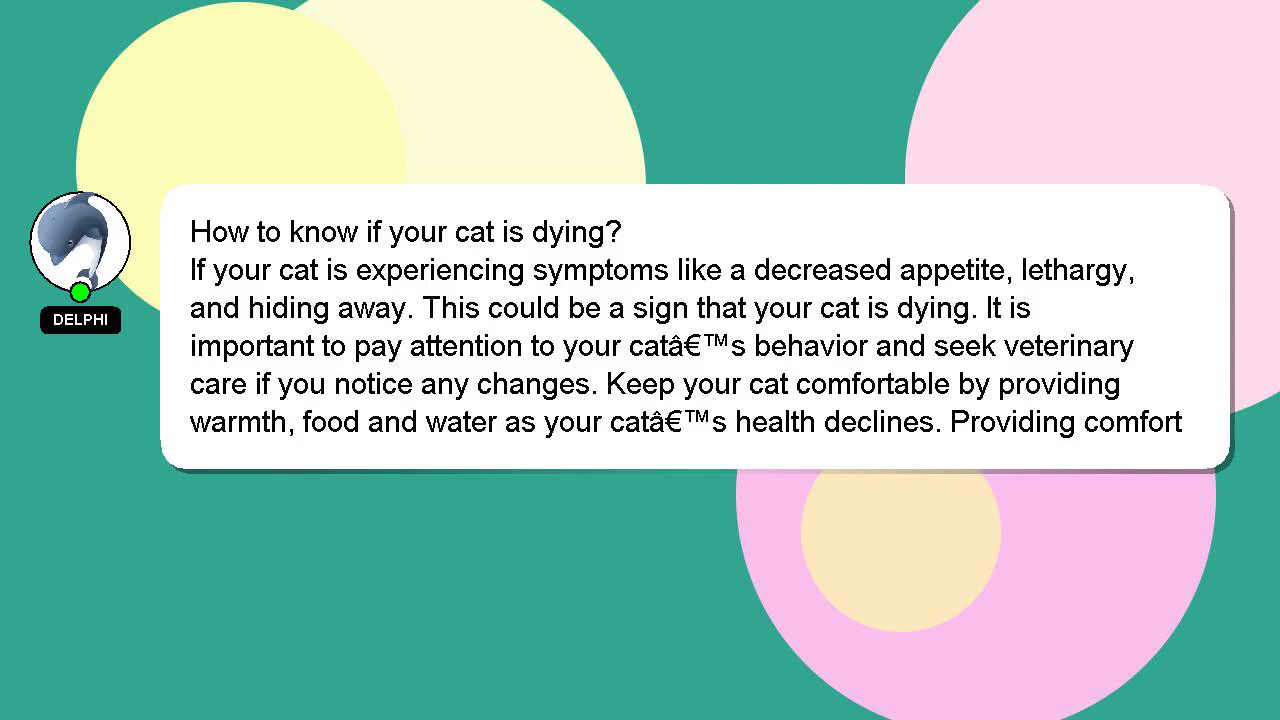 How to know if your cat is dying?
If your cat is experiencing symptoms like a decreased appetite, lethargy,
and hiding away. This could be a sign that your cat is dying. It is
important to pay attention to your catâ€™s behavior and seek veterinary
care if you notice any changes. Keep your cat comfortable by providing
warmth, food and water as your catâ€™s health declines. Providing comfort
DELPHI